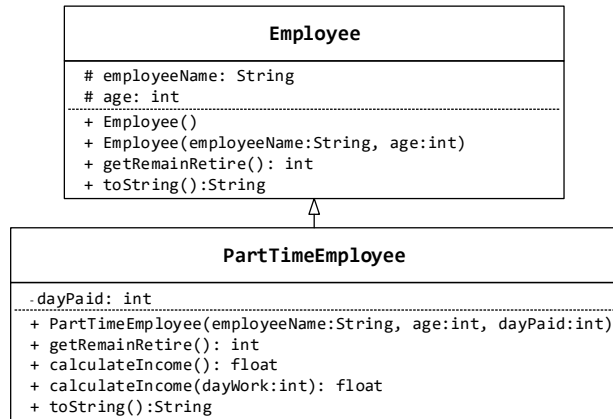 Employee
# employeeName: String
# age: int
+ Employee()
+ Employee(employeeName:String, age:int)
+ getRemainRetire(): int
+ toString():String
PartTimeEmployee
-dayPaid: int
+ PartTimeEmployee(employeeName:String, age:int, dayPaid:int)
+ getRemainRetire(): int
+ calculateIncome(): float
+ calculateIncome(dayWork:int): float
+ toString():String